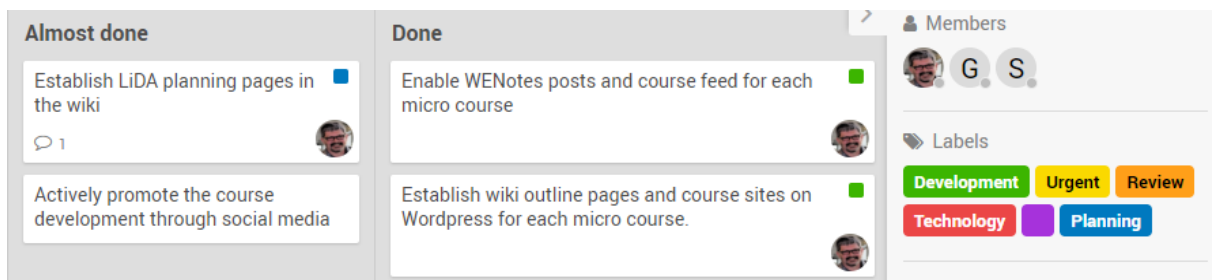 Almost done
Establish LiDA planning pages in
the wiki
1
Actively promote the course
development through social media
Done
Enable WENotes posts and course feed for each
micro course
Establish wiki outline pages and course sites on
Wordpress for each micro course.
Members
G S
Labels
Development Urgent Review
Technology Planning